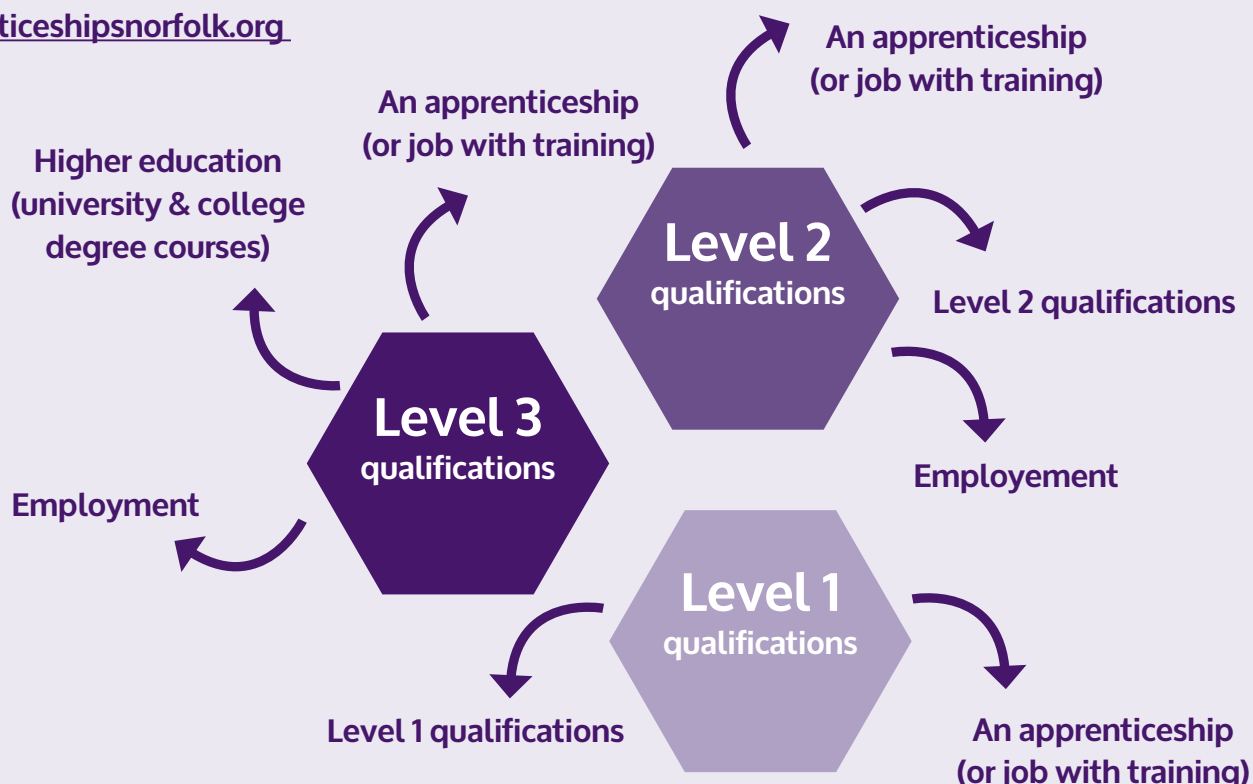 ticeshipsnorfolk.org
An apprenticeship
(or job with training)
An apprenticeship
(or job with training)
Higher education
(university & college
degree courses)
Level 2
qualifications
Level 2 qualifications
Level 3
qualifications
Employement
Employment
Level 1
qualifications
Level 1 qualifications
An apprenticeship
(or job with training)